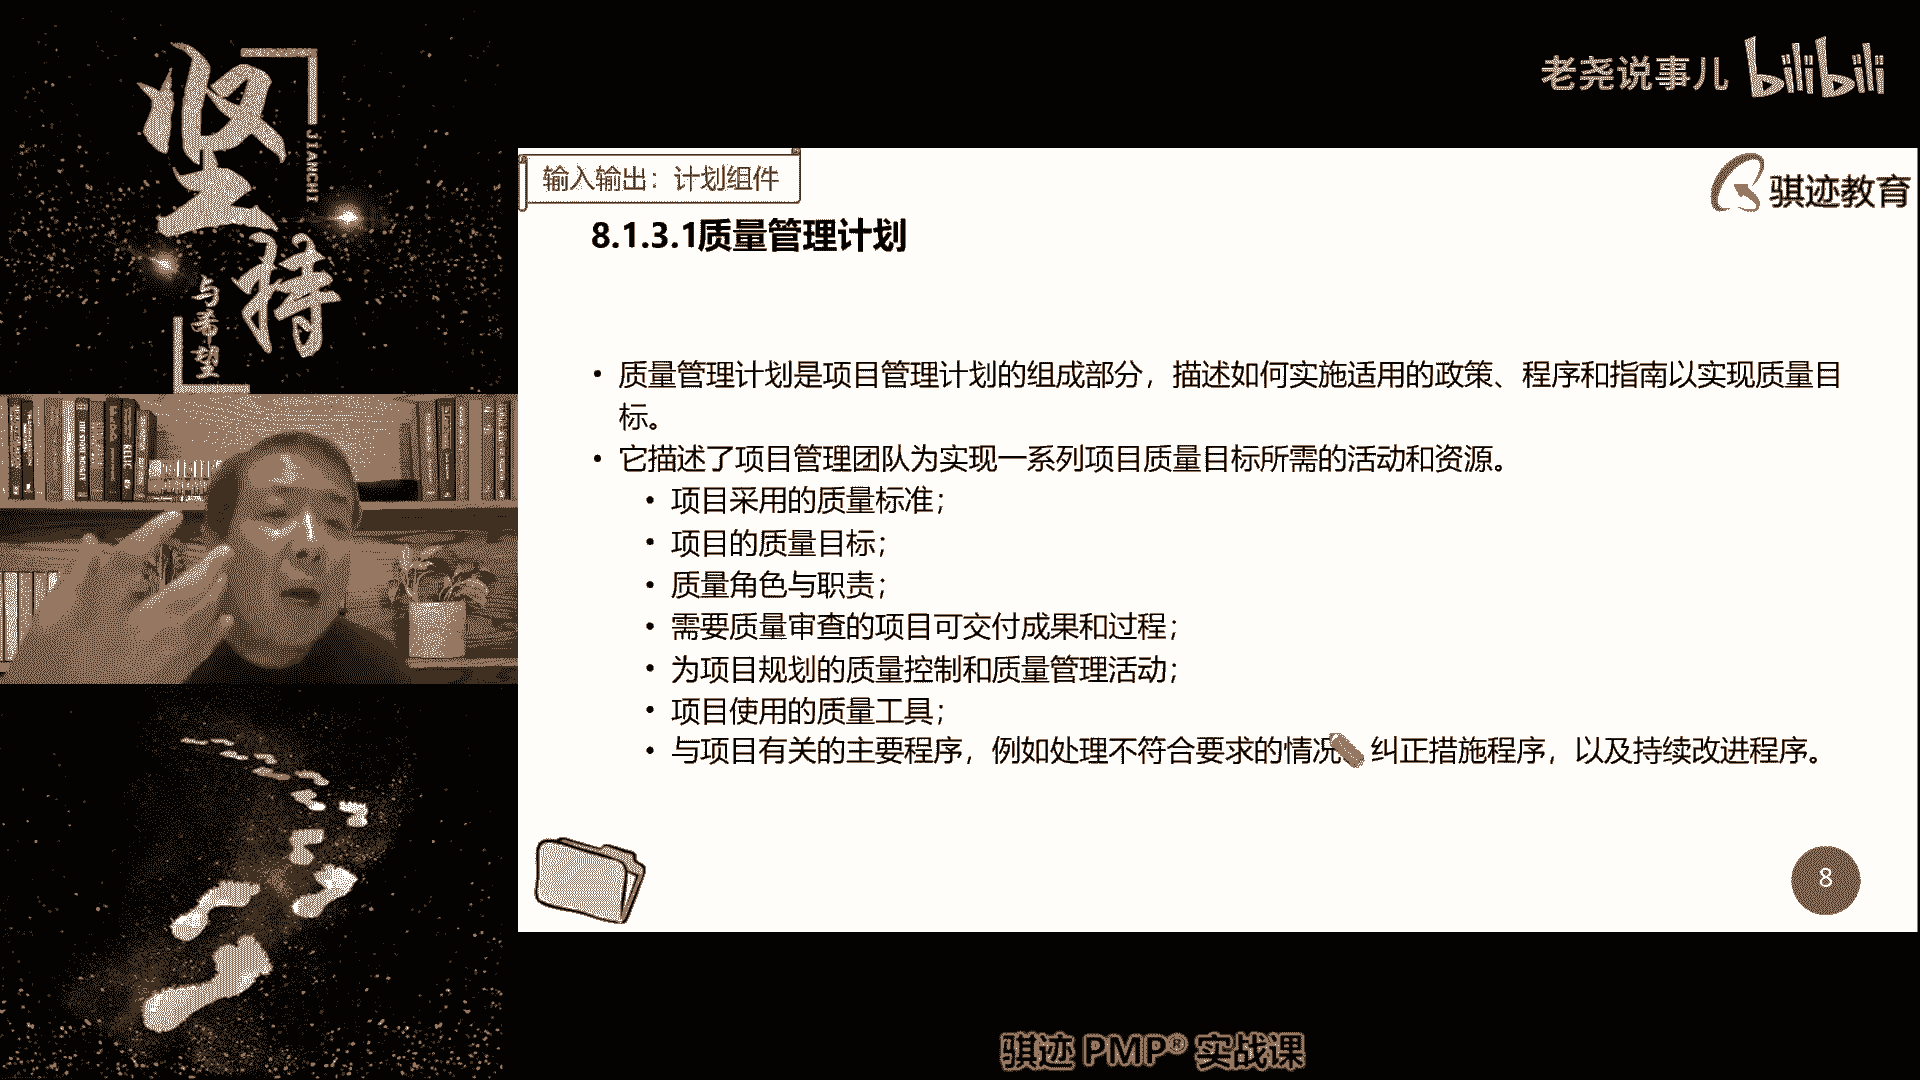 坚持
JIANCHI
与希望
老尧说事儿 bilibili
输入输出：计划组件
骐迹教育
8.1.3.1质量管理计划
• 质量管理计划是项目管理计划的组成部分，描述如何实施适用的政策、程序和指南以实现质量目
标。
• 它描述了项目管理团队为实现一系列项目质量目标所需的活动和资源。
• 项目采用的质量标准；
• 项目的质量目标；
• 质量角色与职责；
• 需要质量审查的项目可交付成果和过程；
• 为项目规划的质量控制和质量管理活动；
• 项目使用的质量工具；
• 与项目有关的主要程序，例如处理不符合要求的情况 纠正措施程序，以及持续改进程序。
8
骐迹 PMP® 实战课